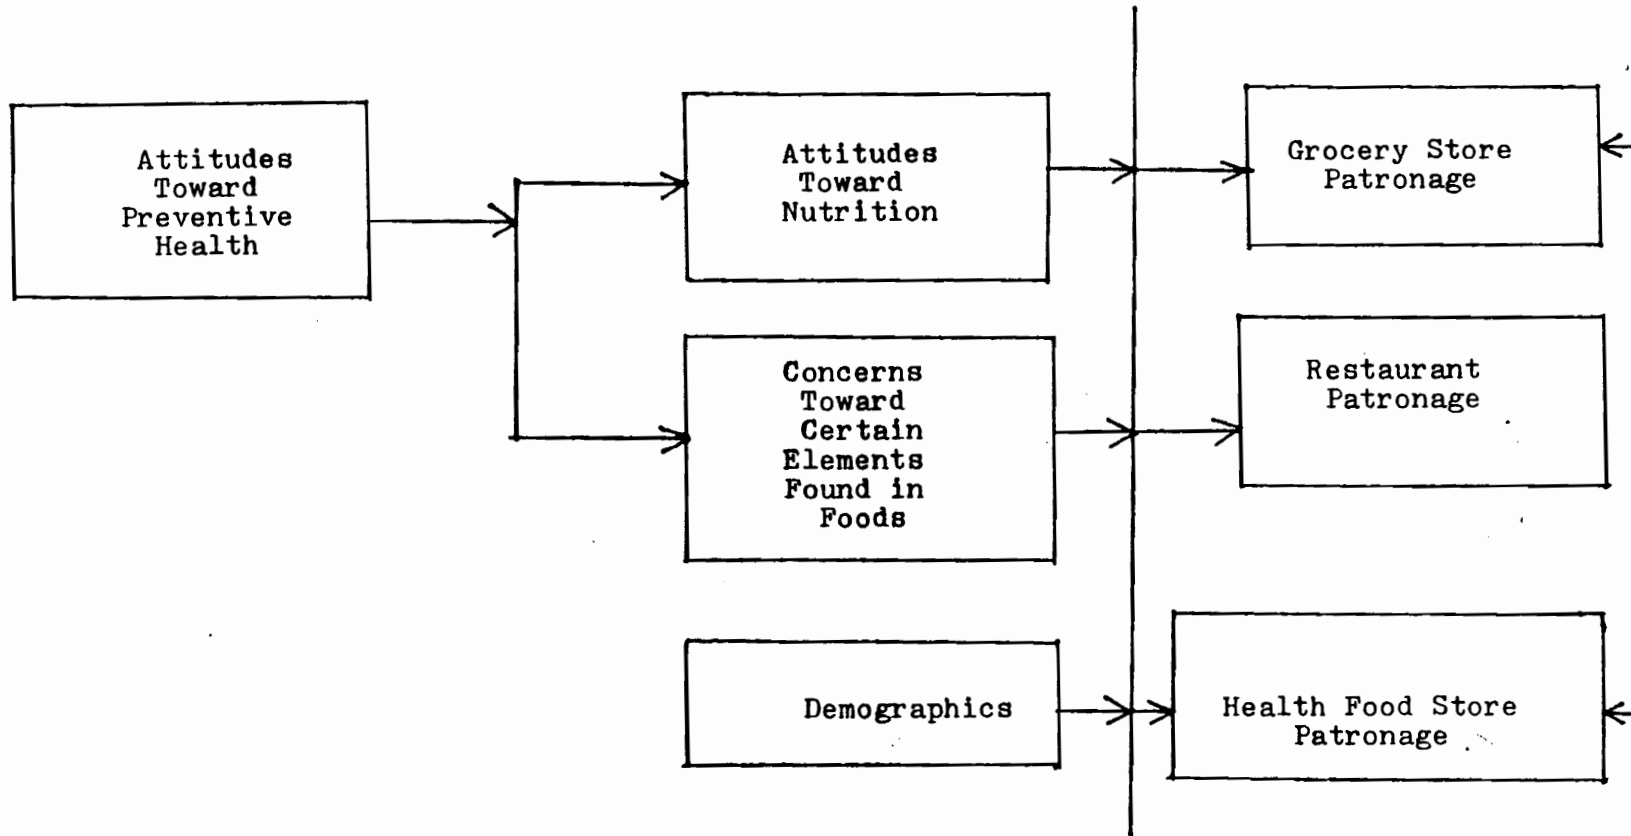 Attitudes
Toward
Preventive
Health
Attitudes
Toward
Nutrition
Concerns
Toward
Certain
Elements
Found in
Foods
Demographics
Grocery Store
Patronage
Restaurant
Patronage
Health Food Store
Patronage